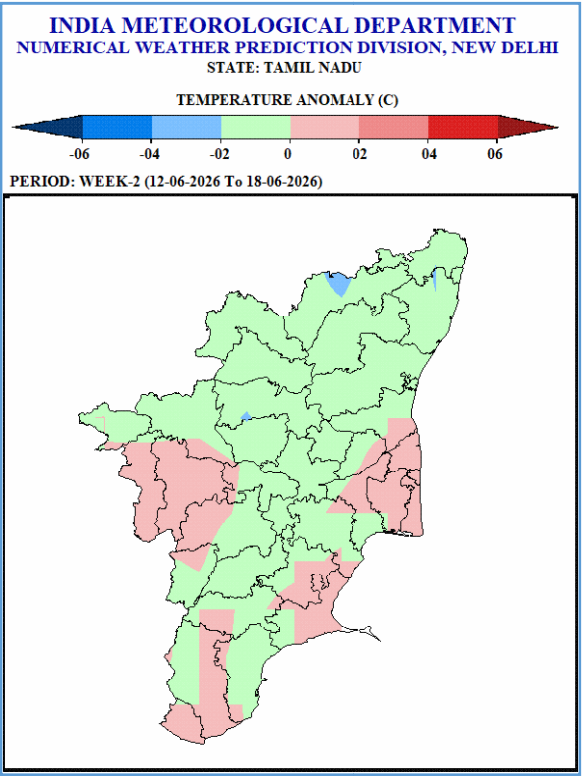 INDIA METEOROLOGICAL DEPARTMENT
NUMERICAL WEATHER PREDICTION DIVISION, NEW DELHI
STATE: TAMIL NADU
TEMPERATURE ANOMALY (C)
-06 -04 -02 0 02 04 06
PERIOD: WEEK-2 (12-06-2026 To 18-06-2026)